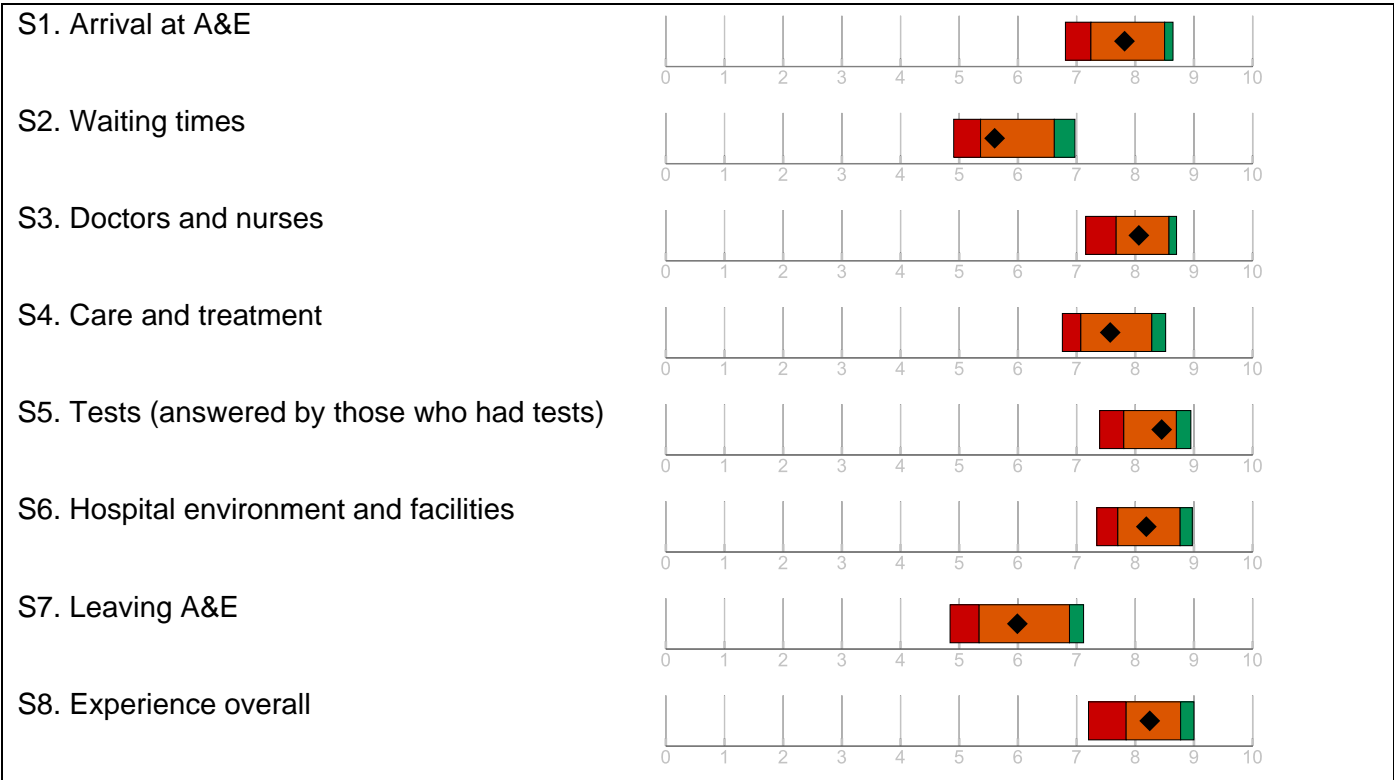 S1. Arrival at A&E
0 1 2 3 4 5 6 7 8 9 10
S2. Waiting times
0 1 2 3 4 5 6 7 8 9 10
S3. Doctors and nurses
0 1 2 3 4 5 6 7 8 9 10
S4. Care and treatment
0 1 2 3 4 5 6 7 8 9 10
S5. Tests (answered by those who had tests)
0 1 2 3 4 5 6 7 8 9 10
S6. Hospital environment and facilities
0 1 2 3 4 5 6 7 8 9 10
S7. Leaving A&E
0 1 2 3 4 5 6 7 8 9 10
S8. Experience overall
0 1 2 3 4 5 6 7 8 9 10